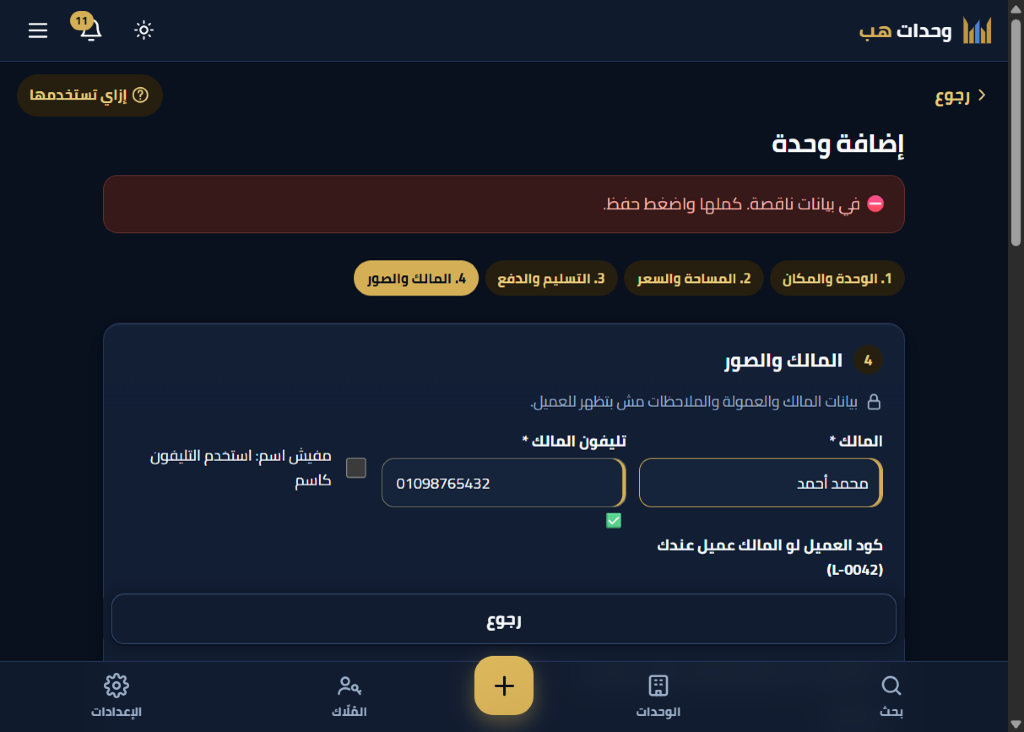 وحدات هب
11
رجوع
إزاي تستخدمها
إضافة وحدة
في بيانات ناقصة. كملها واضغط حفظ.
1. الوحدة والمكان
2. المساحة والسعر
3. التسليم والدفع
4. المالك والصور
4 المالك والصور
بيانات المالك والعمولة والملاحظات مش بتظهر للعميل.
المالك *
محمد أحمد
تليفون المالك *
01098765432
مفيش اسم: استخدم التليفون
كاسم
كود العميل لو المالك عميل عندك
(L-0042)
رجوع
بحث
الوحدات
المُلّاك
الإعدادات